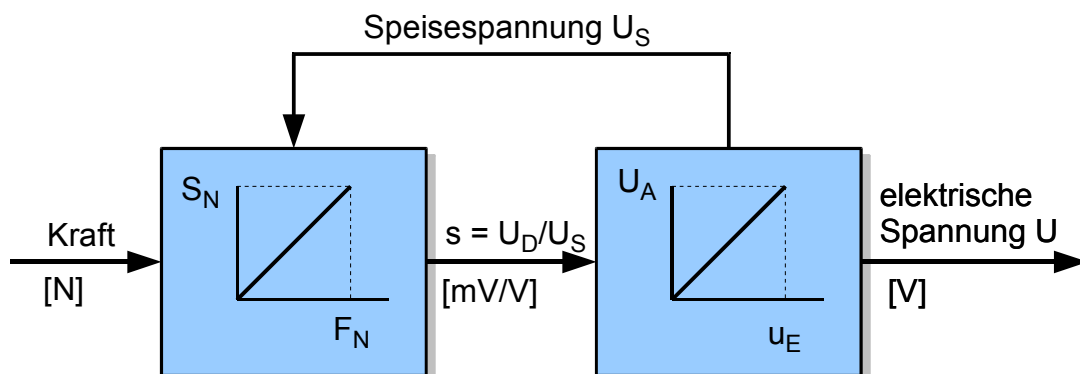 Speisespannung U_S
S_N
U_A
elektrische
Spannung U
Kraft
s = U_D/U_S
[N]
[mV/V]
[V]
F_N
u_E